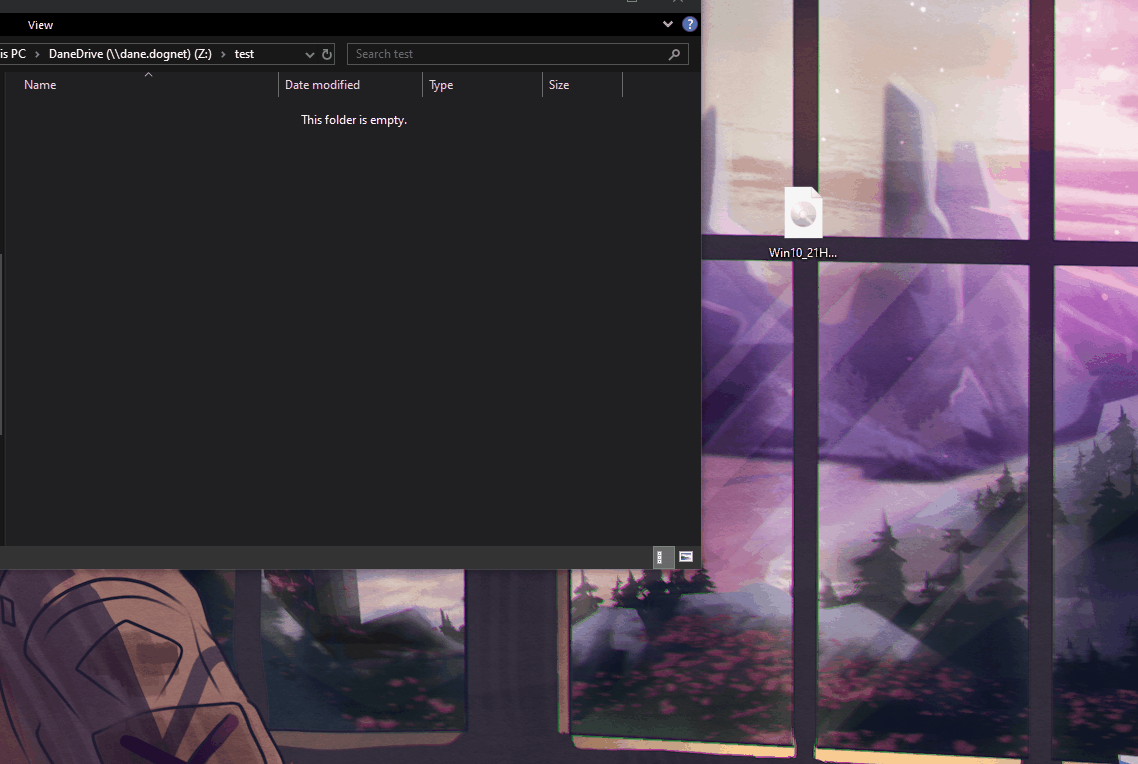 View
?
is PC > DaneDrive (\\dane.dognet) (Z:) > test
Search test
Name Date modified Type Size
This folder is empty.
Win10_21H...